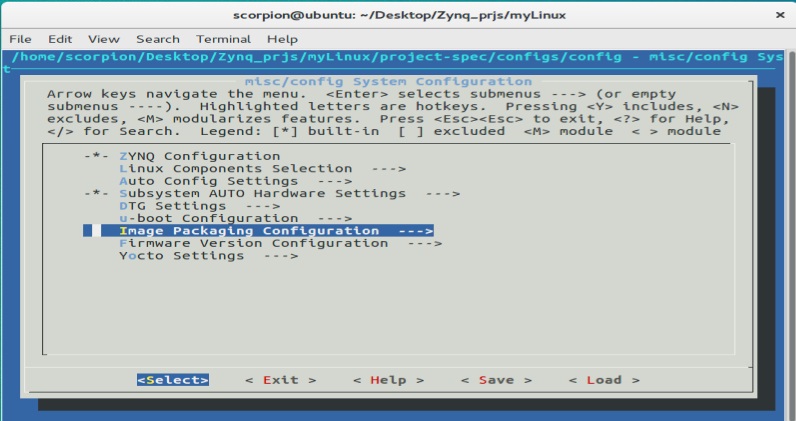 scorpion@ubuntu: ~/Desktop/Zynq_prjs/myLinux ×
File Edit View Search Terminal Help
/home/scorpion/Desktop/Zynq_prjs/myLinux/project-spec/configs/config - misc/config Sys
t
misc/config System Configuration
Arrow keys navigate the menu. <Enter> selects submenus ---> (or empty
submenus ----). Highlighted letters are hotkeys. Pressing <Y> includes, <N>
excludes, <M> modularizes features. Press <Esc><Esc> to exit, <?> for Help,
</> for Search. Legend: [*] built-in [ ] excluded <M> module < > module
-*- ZYNQ Configuration
Linux Components Selection --->
Auto Config Settings --->
-*- Subsystem AUTO Hardware Settings --->
DTG Settings --->
u-boot Configuration --->
Image Packaging Configuration --->
Firmware Version Configuration --->
Yocto Settings --->
<Select> < Exit > < Help > < Save > < Load >